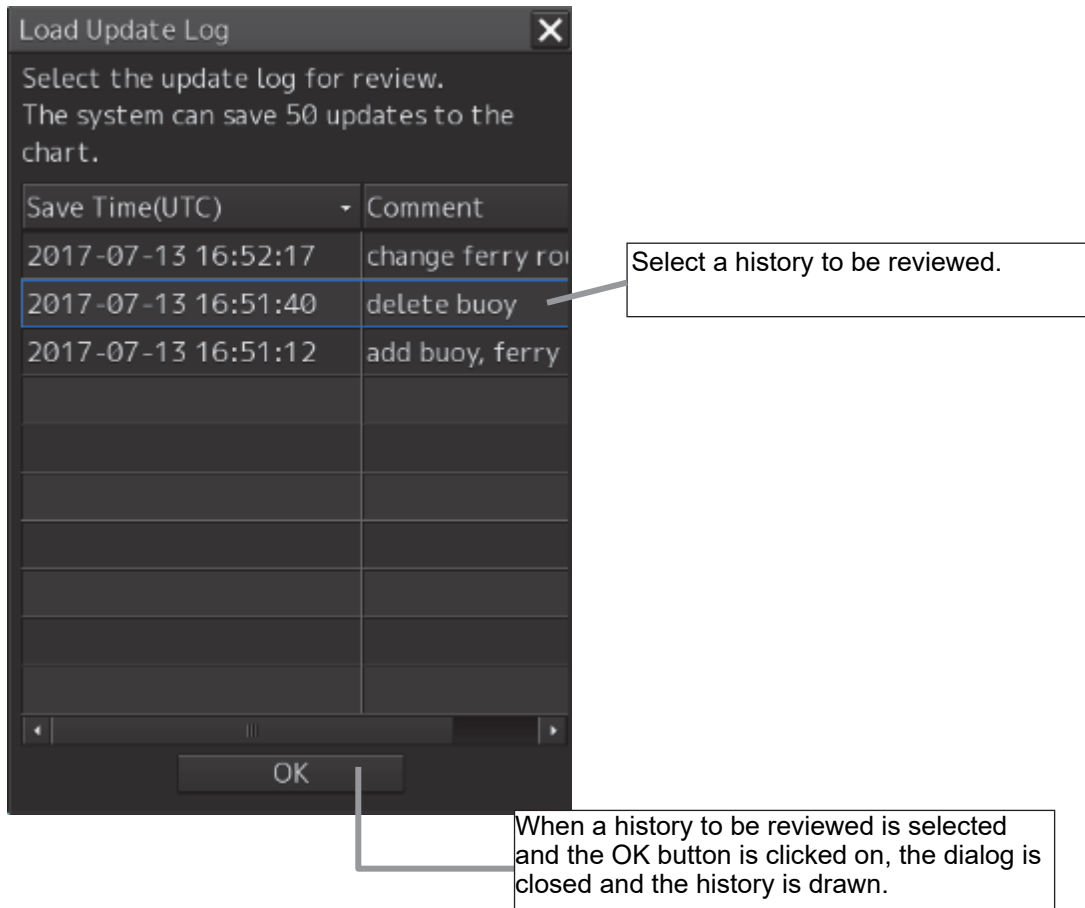 Load Update Log
Select the update log for review.
The system can save 50 updates to the
chart.
Save Time(UTC) Comment
2017-07-13 16:52:17 change ferry
2017-07-13 16:51:40 delete buoy
2017-07-13 16:51:12 add buoy, ferry
OK
Select a history to be reviewed.
When a history to be reviewed is selected
and the OK button is clicked on, the dialog is
closed and the history is drawn.